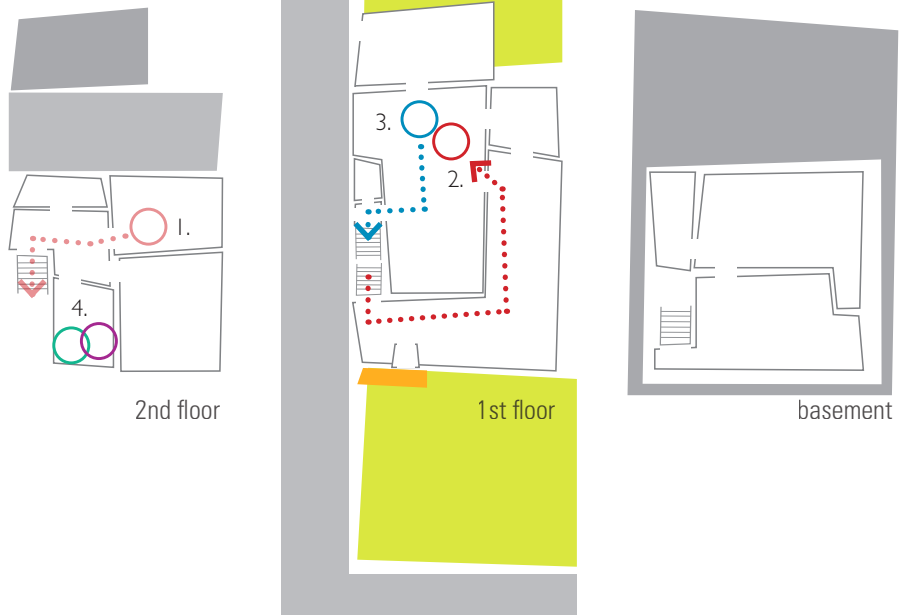 1.
4.
2nd floor
3.
2.
1st floor
basement